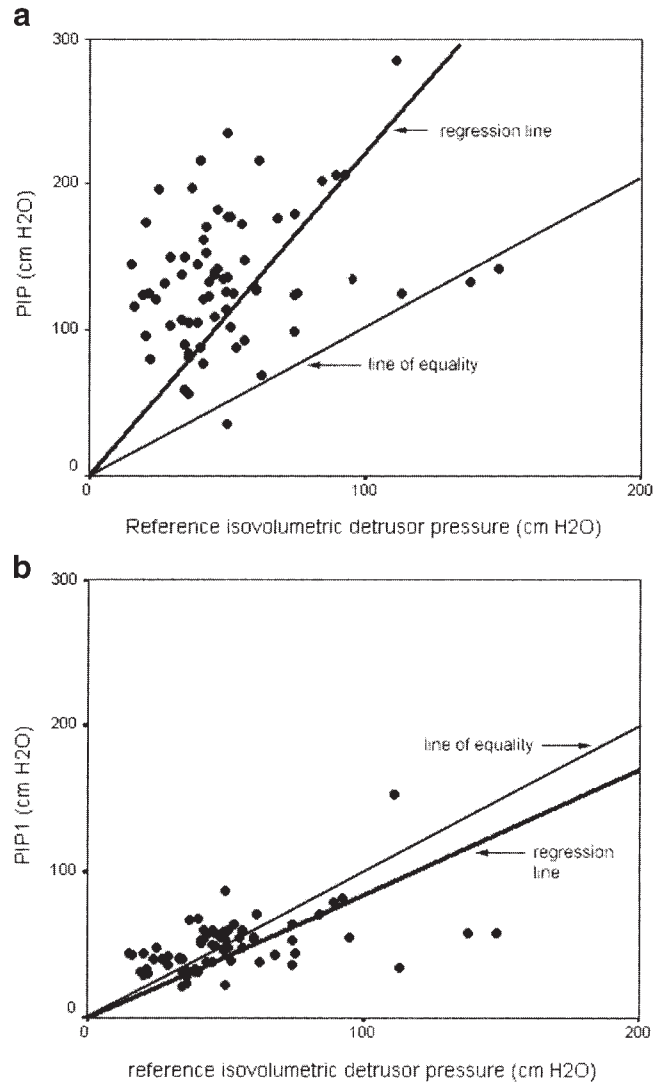 a
300
200
100
0
PIP (cm H2O)
regression line
line of equality
0
100
200
Reference isovolumetric detrusor pressure (cm H2O)
b
300
200
100
0
PIP1 (cm H2O)
line of equality
regression
line
0
100
200
reference isovolumetric detrusor pressure (cm H2O)